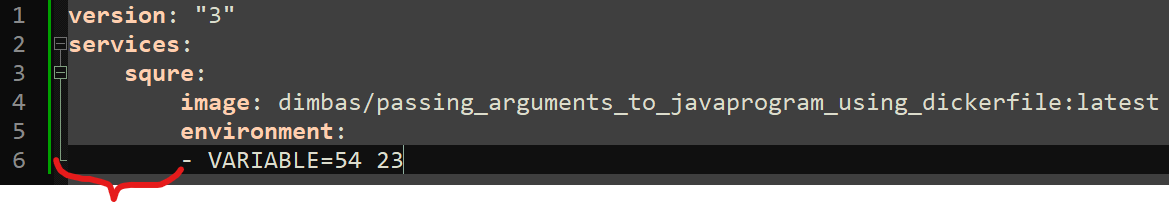 1 version: "3"
2 services:
3     squre:
4         image: dimbas/passing_arguments_to_javaprogram_using_dickerfile:latest
5         environment:
6         - VARIABLE=54 23